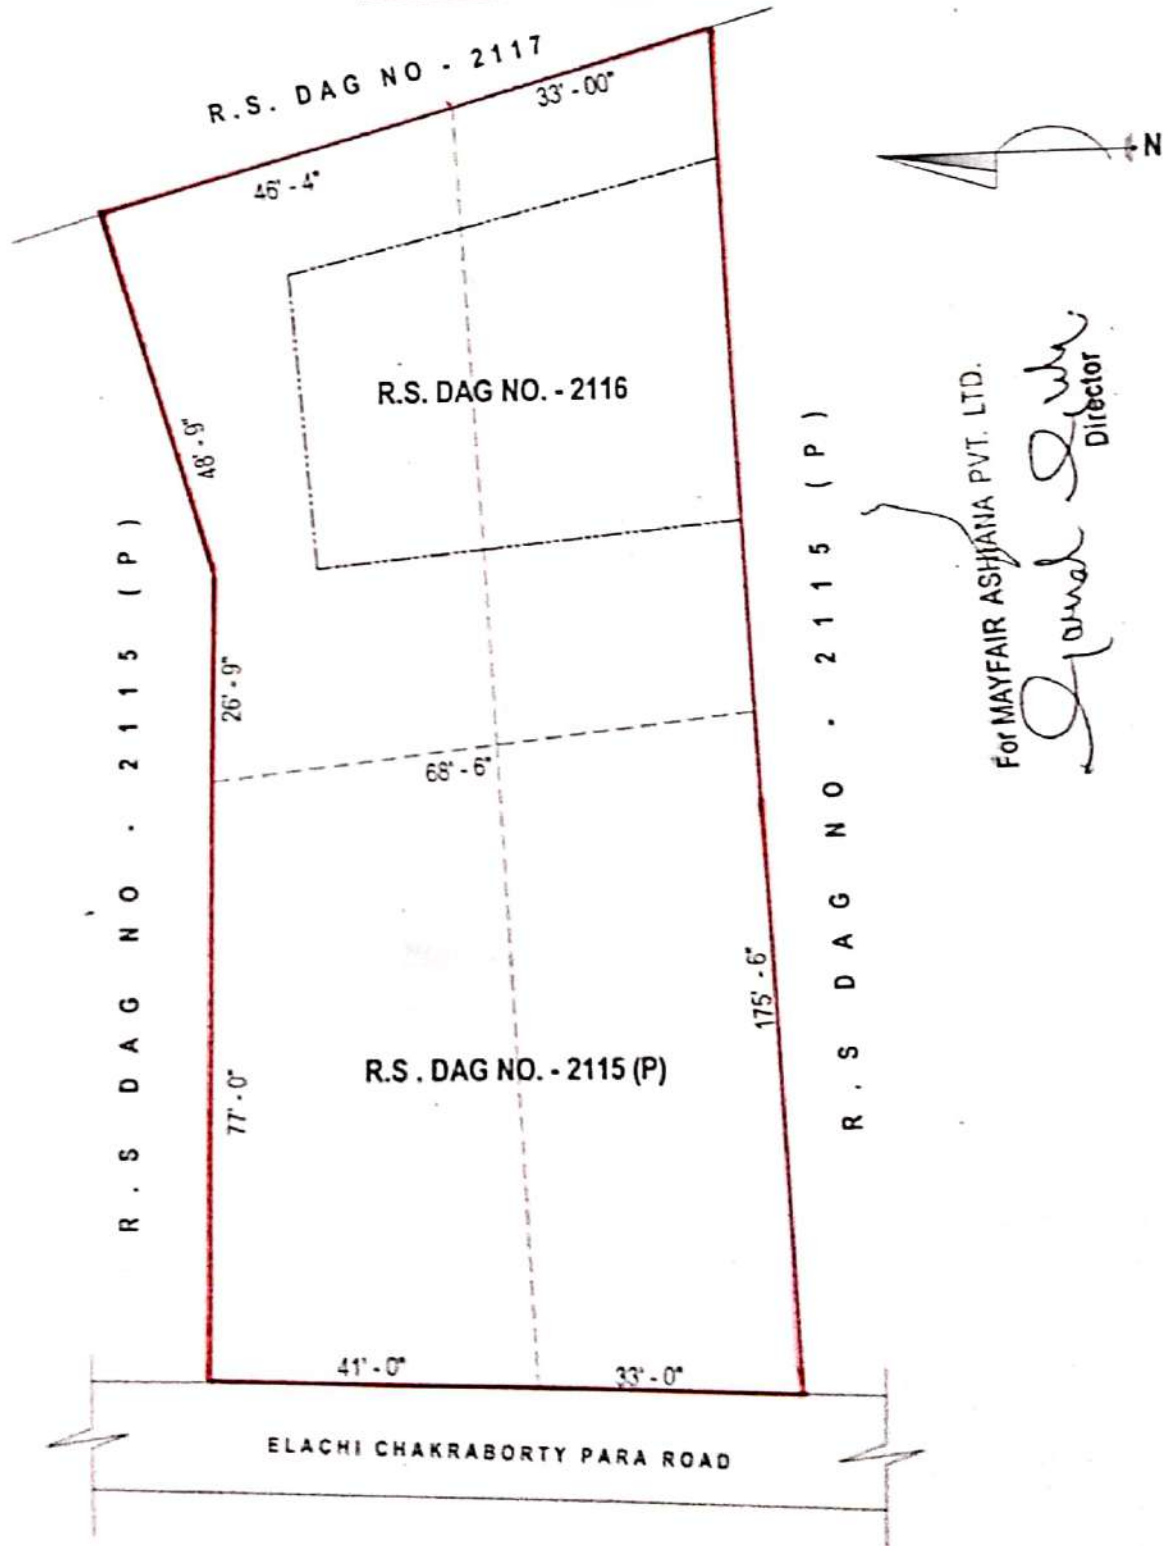 R.S. DAG NO - 2117
33' - 00"
46' - 4"
N
48' - 9"
R.S. DAG NO. - 2116
R.S DAG NO. 2115 (P)
26' - 9"
68' - 6"
R.S DAG NO. 2115 (P)
For MAYFAIR ASHIANA PVT. LTD.
Director
175' - 6"
R.S . DAG NO. - 2115 (P)
77' - 0"
41' - 0"
33' - 0"
ELACHI CHAKRABORTY PARA ROAD